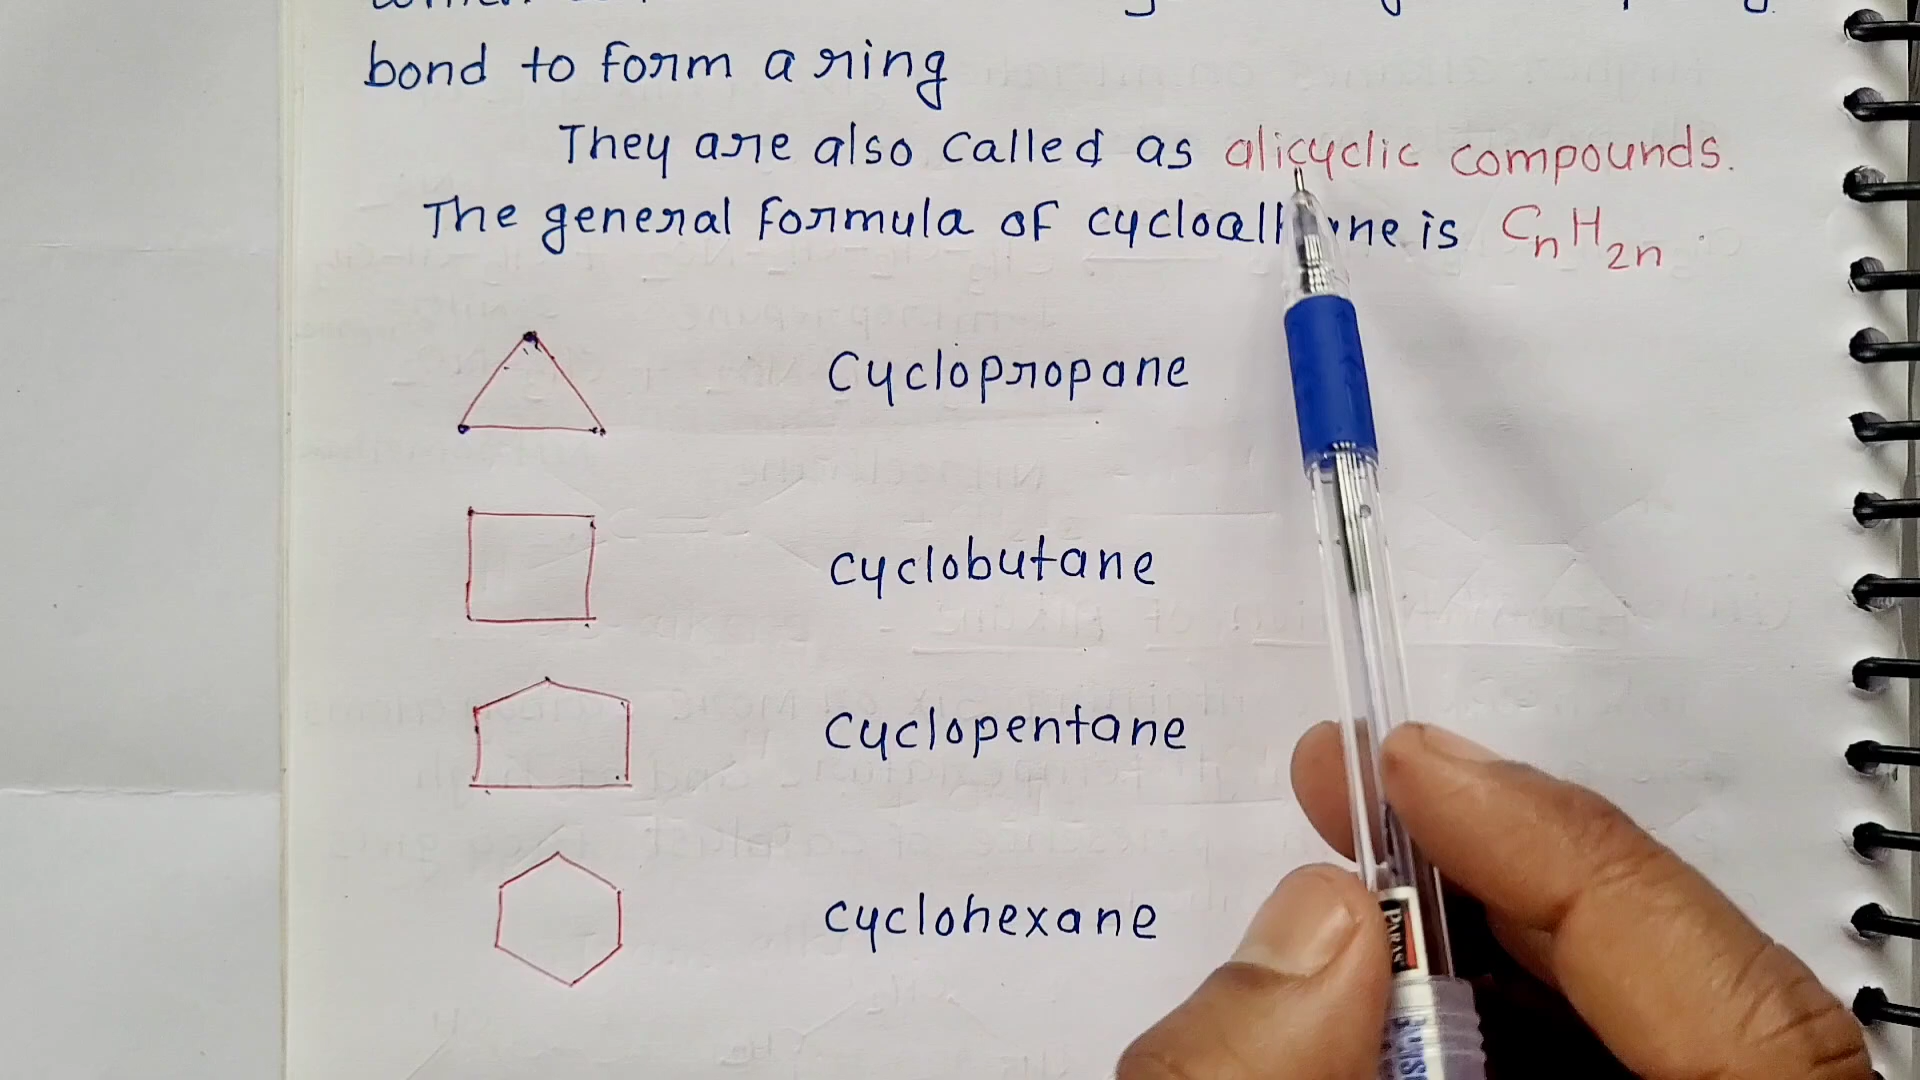 bond to form a ring
They are also called as alicyclic compounds.
The general formula of cycloalkane is CnH2n
Cyclopropane
cyclobutane
cyclopentane
cyclohexane
PARAS